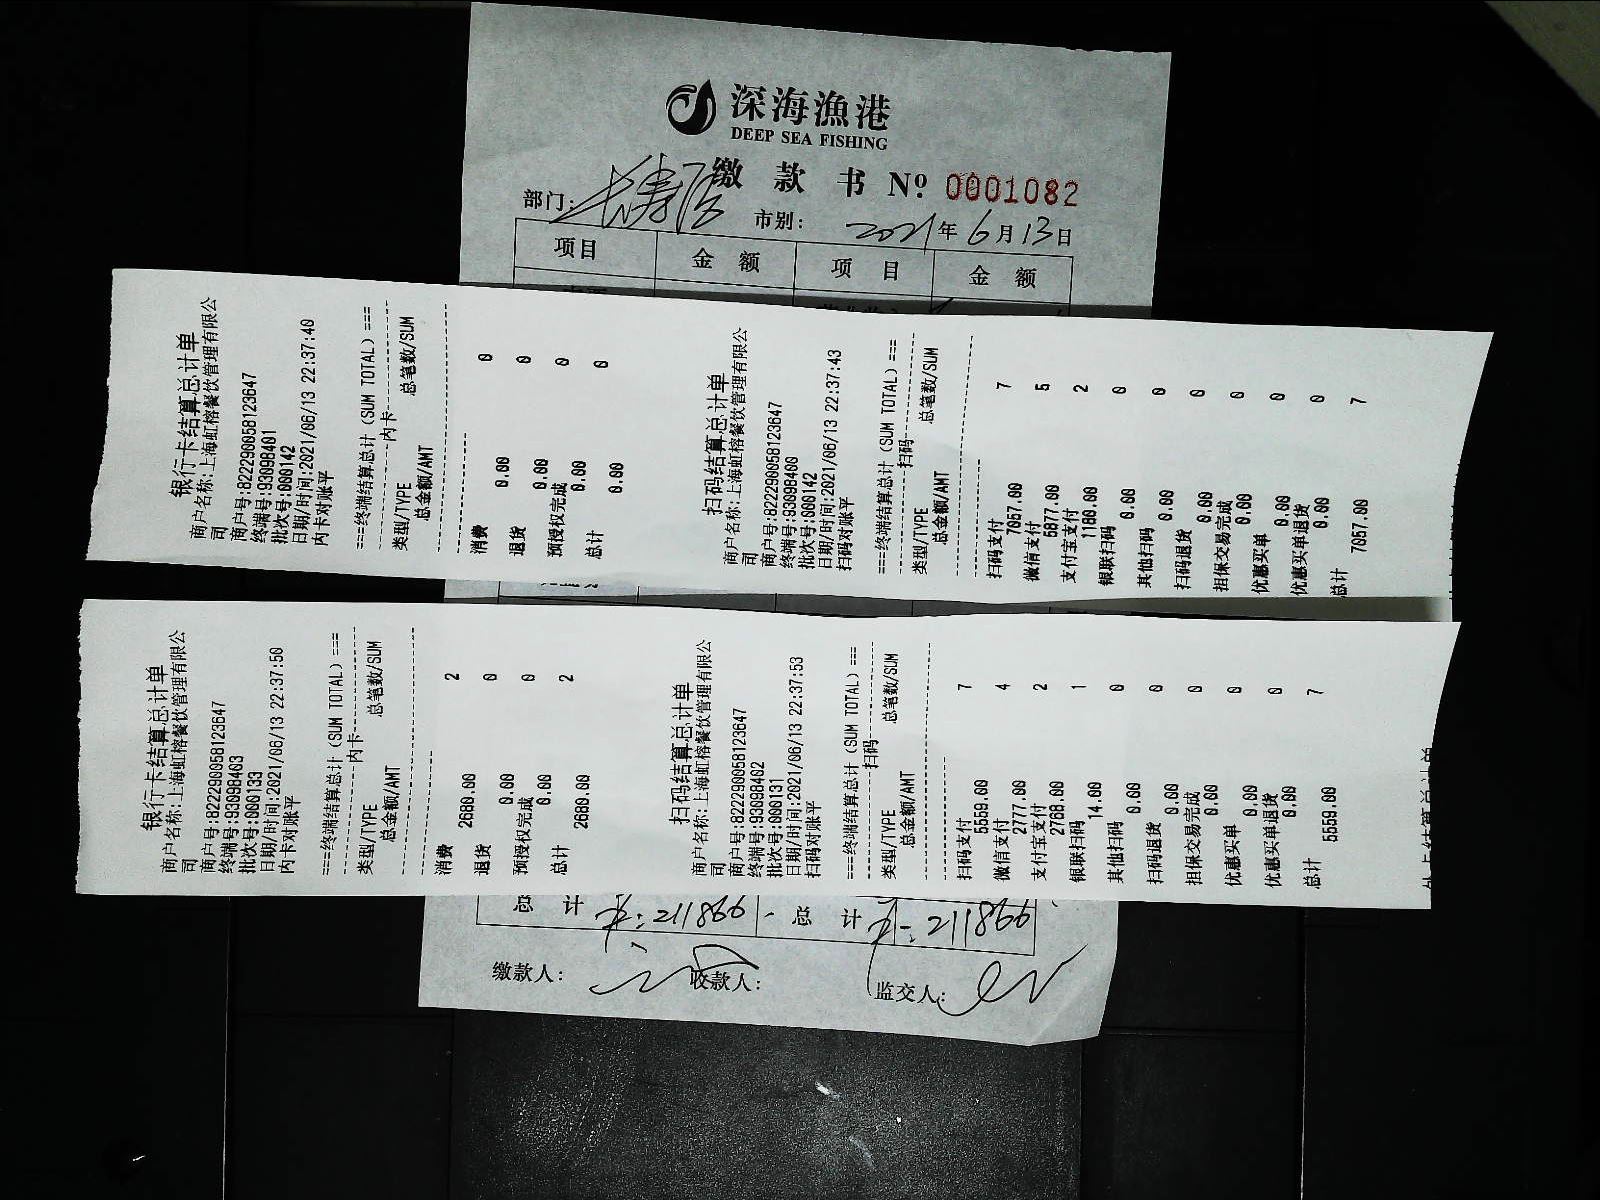 深海漁港
DEEP SEA FISHING
缴 款 书 Nº 0001082
部门: 长寿店 市别: 2021年6月13日
项目 金 额 项 目 金 额
银行卡结算总计单
商户名称:上海虹榕餐饮管理有限公
司
商户号:822290058123647
终端号:93098401
批次号:000142
日期/时间:2021/06/13 22:37:40
内卡对账平
===终端结算总计(SUM TOTAL)===
内卡
类型/TYPE 总笔数/SUM
总金额/AMT
消费 0
0.00
退货 0
0.00
预授权完成 0
0.00
总计 0
0.00
扫码结算总计单
商户名称:上海虹榕餐饮管理有限公
司
商户号:822290058123647
终端号:93098400
批次号:000142
日期/时间:2021/06/13 22:37:43
扫码对账平
===终端结算总计(SUM TOTAL)===
扫码
类型/TYPE 总笔数/SUM
总金额/AMT
扫码支付 7
7057.00
微信支付 5
5877.00
支付宝支付 2
1180.00
银联扫码 0
0.00
其他扫码 0
0.00
扫码退货 0
0.00
担保交易完成 0
0.00
优惠买单 0
0.00
优惠买单退货 0
0.00
总计 7
7057.00
银行卡结算总计单
商户名称:上海虹榕餐饮管理有限公
司
商户号:822290058123647
终端号:93098403
批次号:000133
日期/时间:2021/06/13 22:37:50
内卡对账平
===终端结算总计(SUM TOTAL)===
内卡
类型/TYPE 总笔数/SUM
总金额/AMT
消费 2
2680.00
退货 0
0.00
预授权完成 0
0.00
总计 2
2680.00
扫码结算总计单
商户名称:上海虹榕餐饮管理有限公
司
商户号:822290058123647
终端号:93098402
批次号:000131
日期/时间:2021/06/13 22:37:53
扫码对账平
===终端结算总计(SUM TOTAL)===
扫码
类型/TYPE 总笔数/SUM
总金额/AMT
扫码支付 7
5559.00
微信支付 4
2777.00
支付宝支付 2
2768.00
银联扫码 1
14.00
其他扫码 0
0.00
扫码退货 0
0.00
担保交易完成 0
0.00
优惠买单 0
0.00
优惠买单退货 0
0.00
总计 7
5559.00
总 计 211866 总 计 211866
缴款人: 收款人: 监交人: